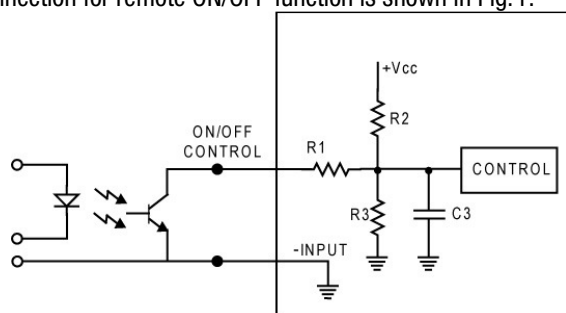 nnection for remote ON/OFF function is shown in Fig.1.
+Vcc
R2
ON/OFF
CONTROL
R1
CONTROL
R3
C3
-INPUT